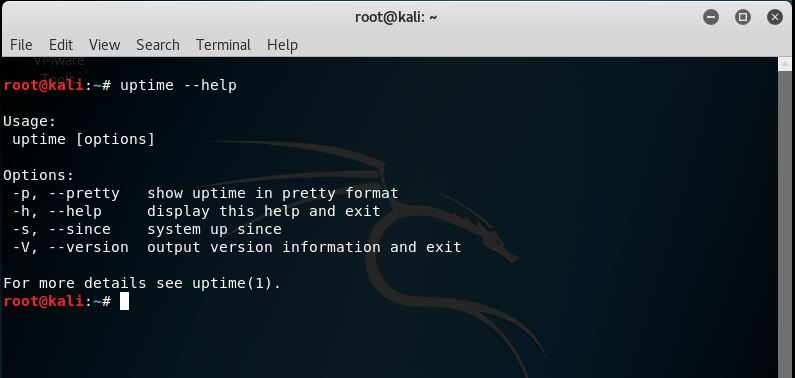 root@kali: ~
File Edit View Search Terminal Help
VMware
Tools
root@kali:~# uptime --help
Usage:
 uptime [options]
Options:
 -p, --pretty   show uptime in pretty format
 -h, --help     display this help and exit
 -s, --since    system up since
 -V, --version  output version information and exit
For more details see uptime(1).
root@kali:~#